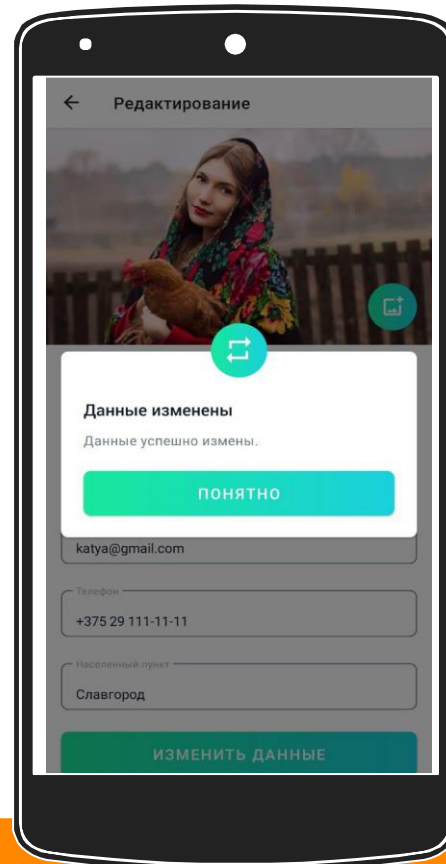 Редактирование
Данные изменены
Данные успешно измены.
ПОНЯТНО
katya@gmail.com
Телефон
+375 29 111-11-11
Населенный пункт
Славгород
ИЗМЕНИТЬ ДАННЫЕ